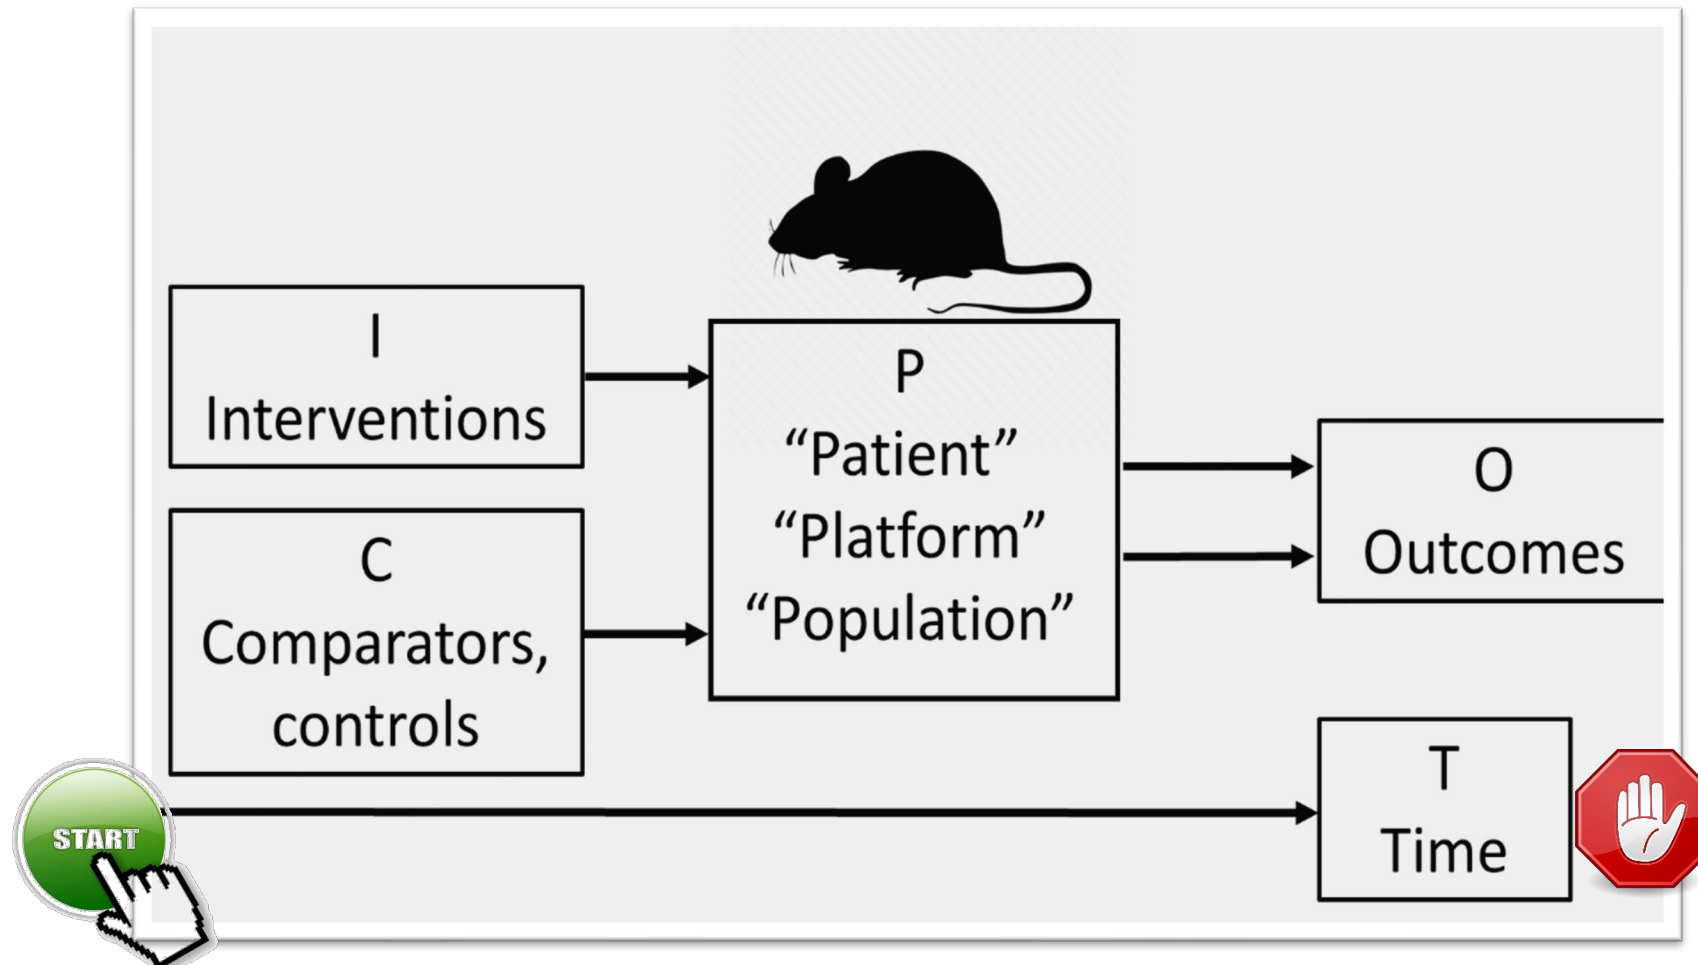 I
Interventions
C
Comparators,
controls
P
“Patient”
“Platform”
“Population”
O
Outcomes
T
Time
START